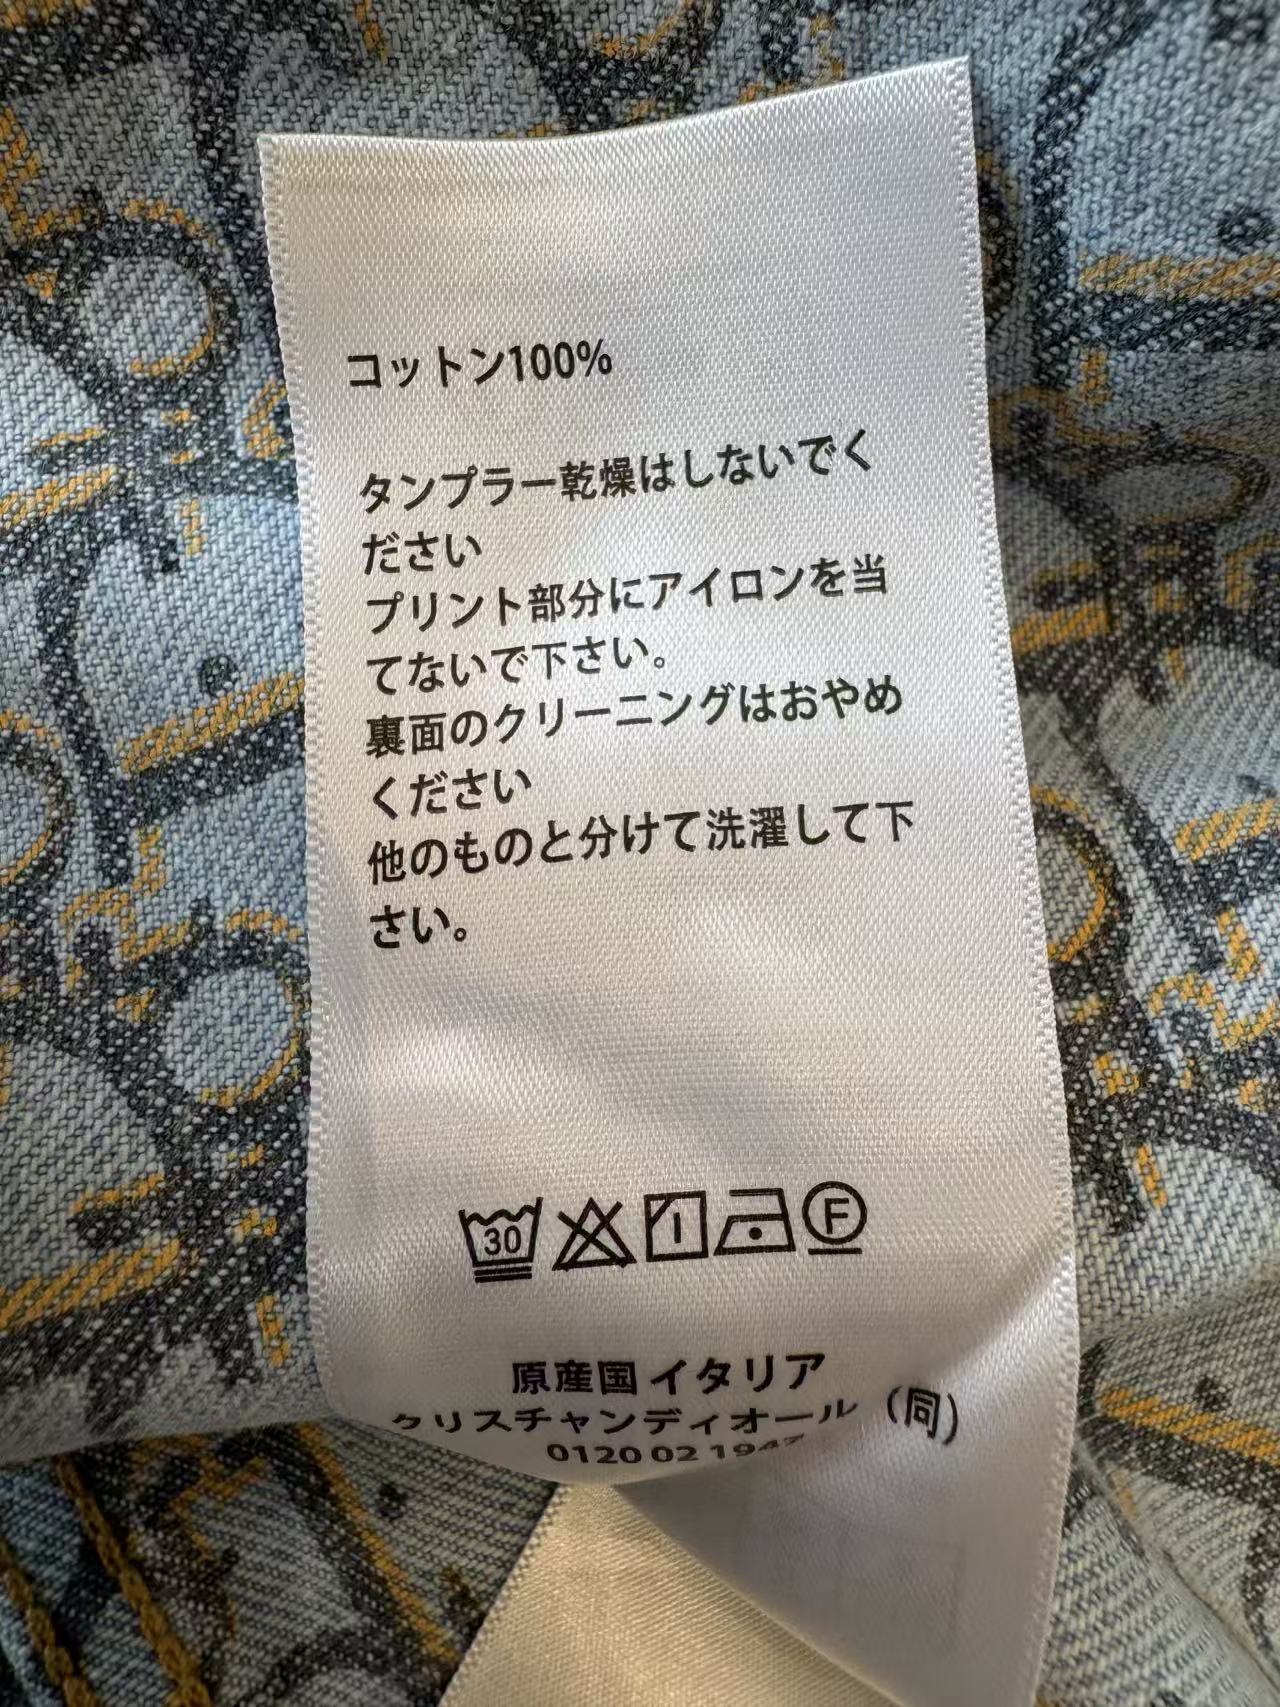 コットン100%
タンブラー乾燥はしないでく
ださい
プリント部分にアイロンを当
てないで下さい。
裏面のクリーニングはおやめ
ください
他のものと分けて洗濯して下
さい。
30
F
原産国 イタリア
クリスチャンディオール (同)
0120 02 1947